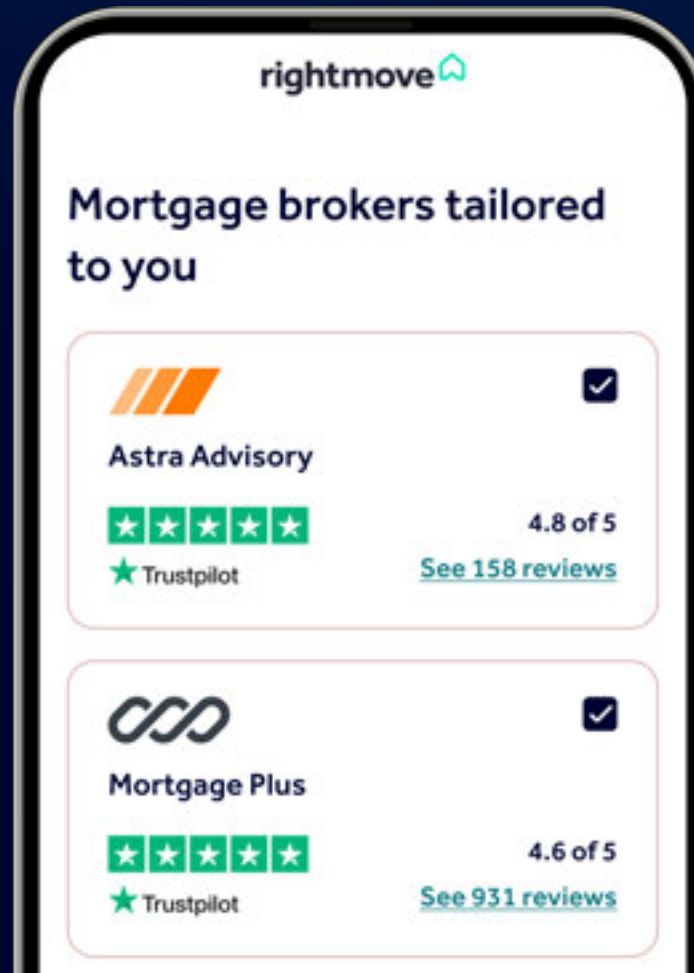 rightmove
Mortgage brokers tailored
to you
Astra Advisory
4.8 of 5
Trustpilot
See 158 reviews
Mortgage Plus
4.6 of 5
Trustpilot
See 931 reviews